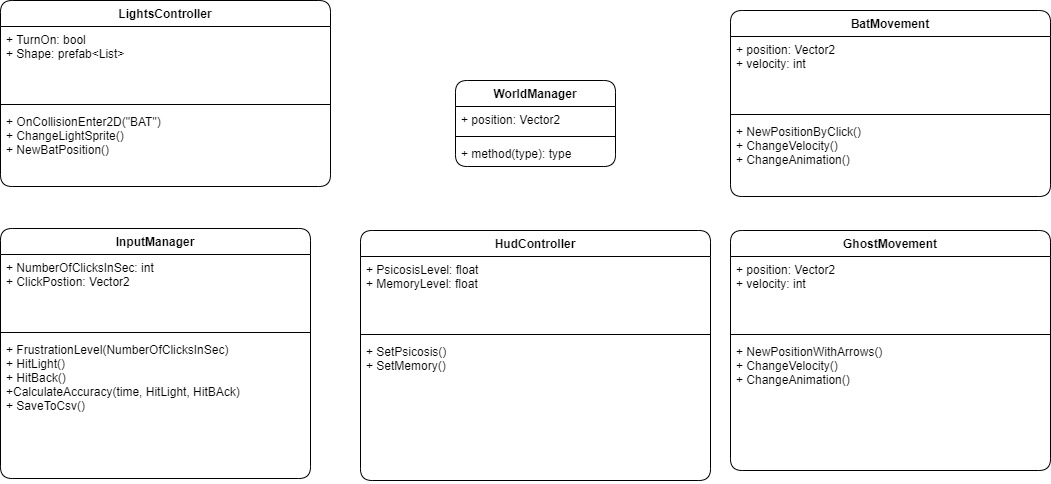 LightsController
+ TurnOn: bool
+ Shape: prefab<List>
+ OnCollisionEnter2D("BAT")
+ ChangeLightSprite()
+ NewBatPosition()
WorldManager
+ position: Vector2
+ method(type): type
BatMovement
+ position: Vector2
+ velocity: int
+ NewPositionByClick()
+ ChangeVelocity()
+ ChangeAnimation()
InputManager
+ NumberOfClicksInSec: int
+ ClickPostion: Vector2
+ FrustrationLevel(NumberOfClicksInSec)
+ HitLight()
+ HitBack()
+CalculateAccuracy(time, HitLight, HitBAck)
+ SaveToCsv()
HudController
+ PsicosisLevel: float
+ MemoryLevel: float
+ SetPsicosis()
+ SetMemory()
GhostMovement
+ position: Vector2
+ velocity: int
+ NewPositionWithArrows()
+ ChangeVelocity()
+ ChangeAnimation()